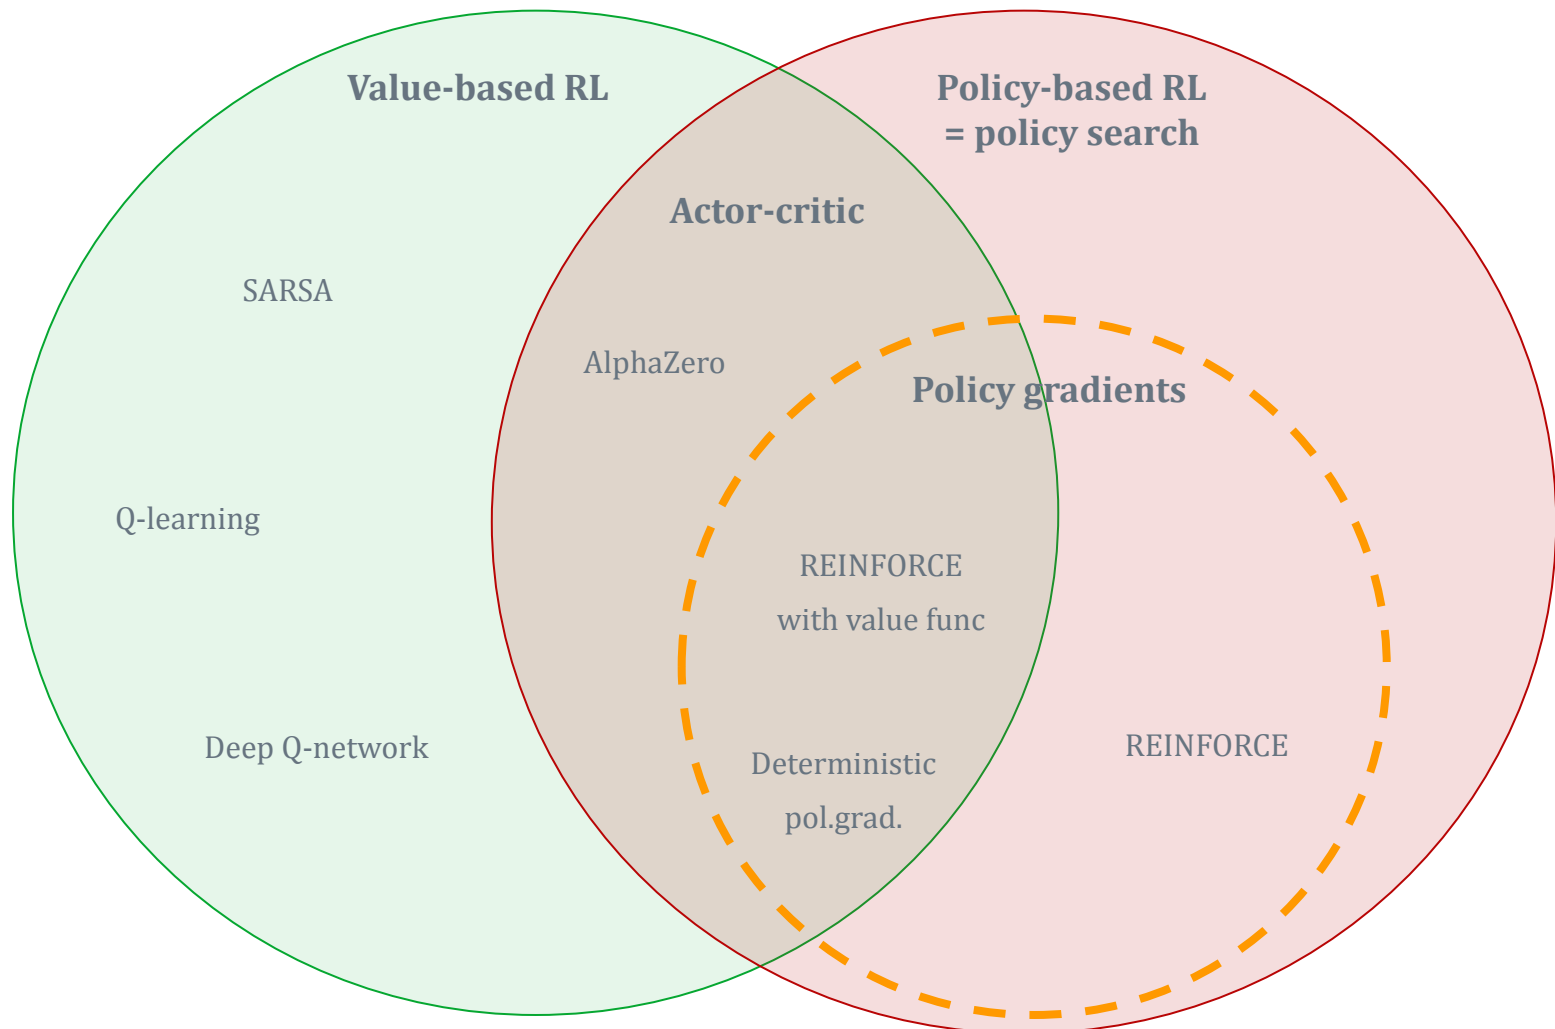 Value-based RL
Policy-based RL
= policy search
Actor-critic
SARSA
AlphaZero
Policy gradients
Q-learning
REINFORCE
with value func
Deep Q-network
REINFORCE
Deterministic
pol.grad.